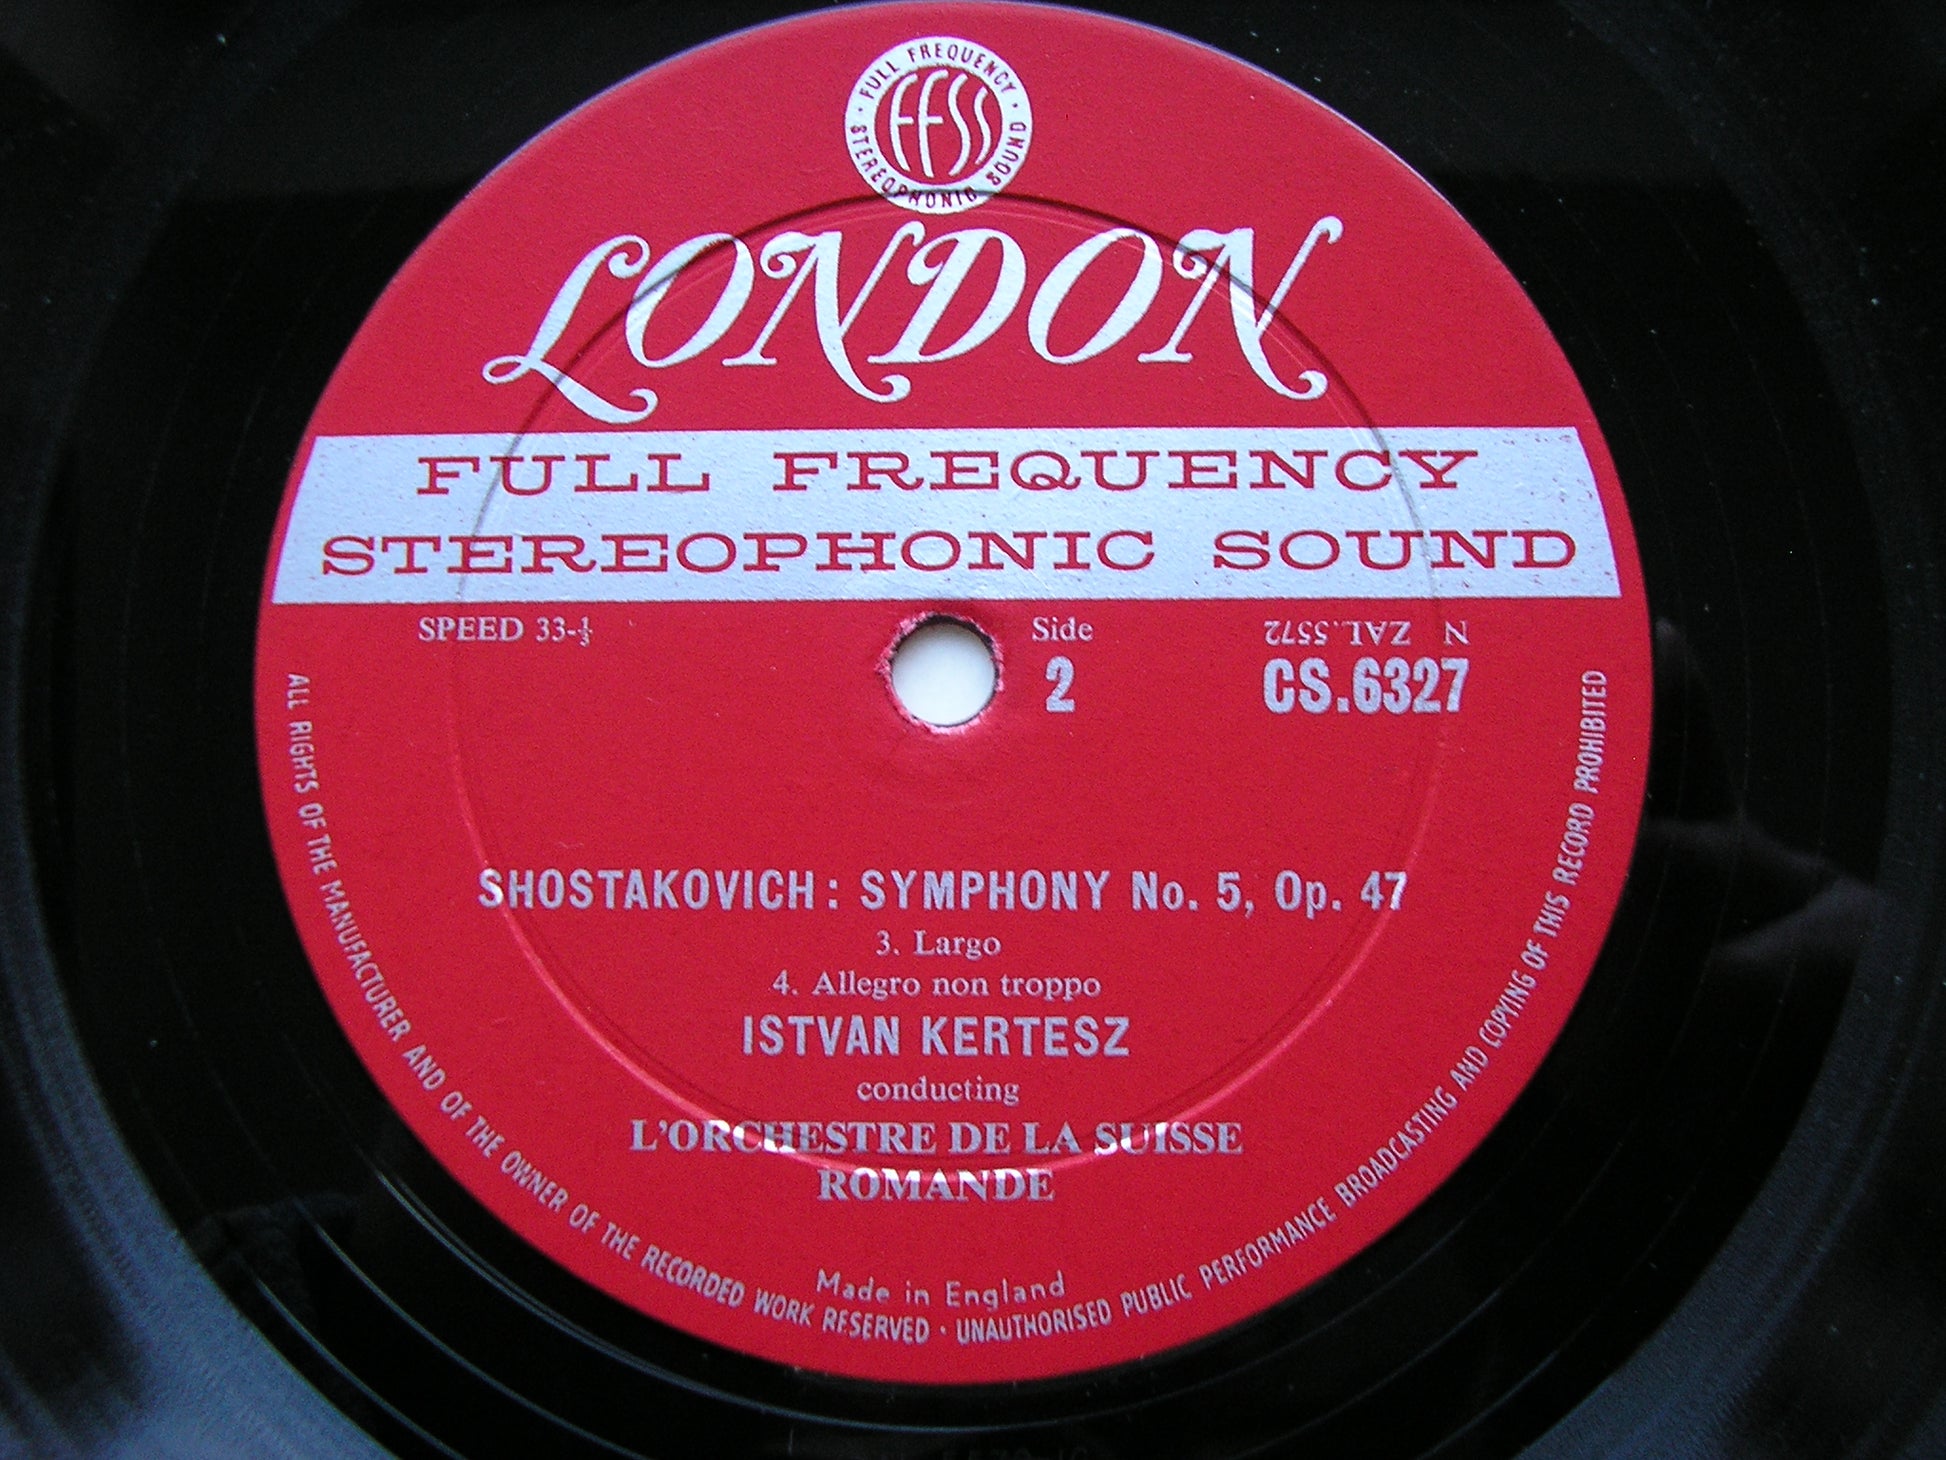 · FULL FREQUENCY ·
STEREOPHONIC SOUND
FFSS
LONDON
FULL FREQUENCY
STEREOPHONIC SOUND
SPEED 33-⅓
Side
2
N ZAL.5572
CS.6327
SHOSTAKOVICH: SYMPHONY No. 5, Op. 47
3. Largo
4. Allegro non troppo
ISTVAN KERTESZ
conducting
L'ORCHESTRE DE LA SUISSE
ROMANDE
Made in England
ALL RIGHTS OF THE MANUFACTURER AND OF THE OWNER OF THE RECORDED WORK RESERVED · UNAUTHORISED PUBLIC PERFORMANCE BROADCASTING AND COPYING OF THIS RECORD PROHIBITED